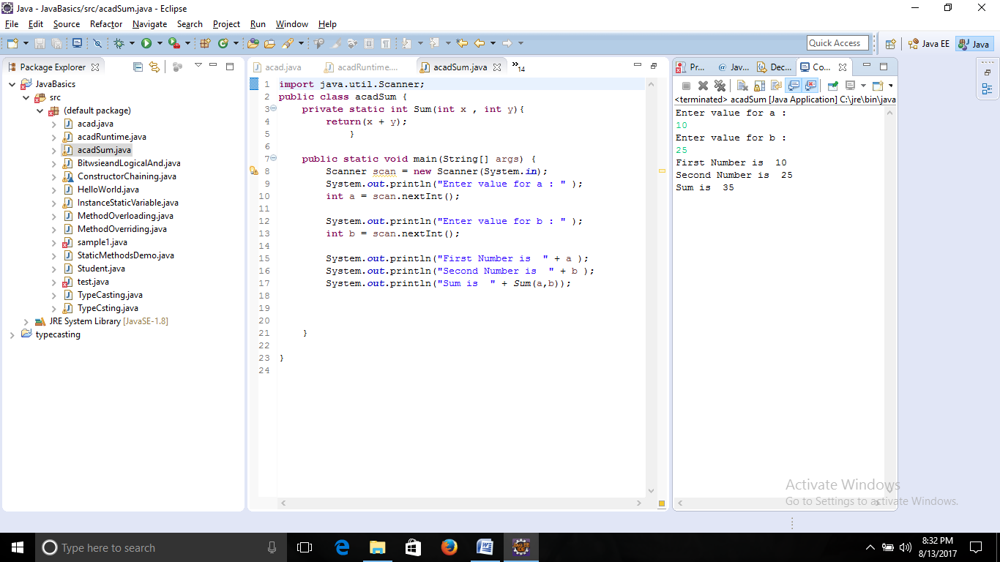 Java - JavaBasics/src/acadSum.java - Eclipse
File Edit Source Refactor Navigate Search Project Run Window Help
Quick Access
Java EE
Java
Package Explorer
JavaBasics
src
(default package)
acad.java
acadRuntime.java
acadSum.java
BitwsieandLogicalAnd.java
ConstructorChaining.java
HelloWorld.java
InstanceStaticVariable.java
MethodOverloading.java
MethodOverriding.java
sample1.java
StaticMethodsDemo.java
Student.java
test.java
TypeCasting.java
TypeCsting.java
JRE System Library [JavaSE-1.8]
typecasting
acad.java acadRuntime.... acadSum.java »14
1 import java.util.Scanner;
2 public class acadSum {
3 private static int Sum(int x , int y){
4 return(x + y);
5 }
6
7 public static void main(String[] args) {
8 Scanner scan = new Scanner(System.in);
9 System.out.println("Enter value for a : " );
10 int a = scan.nextInt();
11
12 System.out.println("Enter value for b : " );
13 int b = scan.nextInt();
14
15 System.out.println("First Number is  " + a );
16 System.out.println("Second Number is  " + b );
17 System.out.println("Sum is  " + Sum(a,b));
18
19
20
21 }
22
23 }
24
Pr... @ Jav... Dec... Co...
<terminated> acadSum [Java Application] C:\jre\bin\java
Enter value for a :
10
Enter value for b :
25
First Number is  10
Second Number is  25
Sum is  35
Activate Windows
Go to Settings to activate Windows.
Type here to search
8:32 PM
8/13/2017